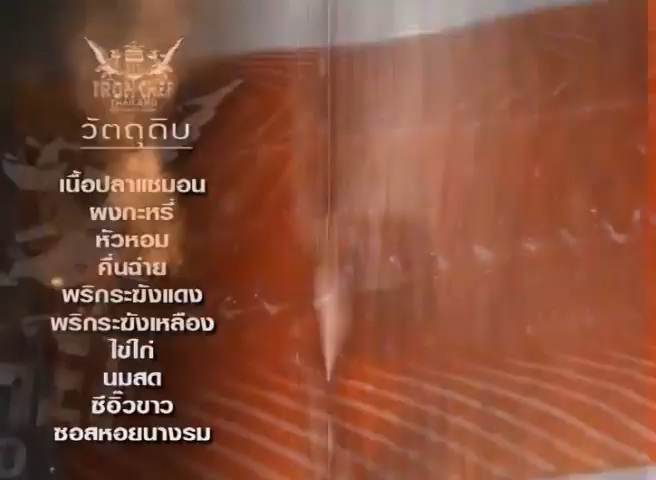 IRON CHEF
THAILAND
วัตถุดิบ
เนื้อปลาแซมอน
ผงกะหรี่
หัวหอม
คื่นฉ่าย
พริกระฆังแดง
พริกระฆังเหลือง
ไข่ไก่
นมสด
ซีอิ๊วขาว
ซอสหอยนางรม